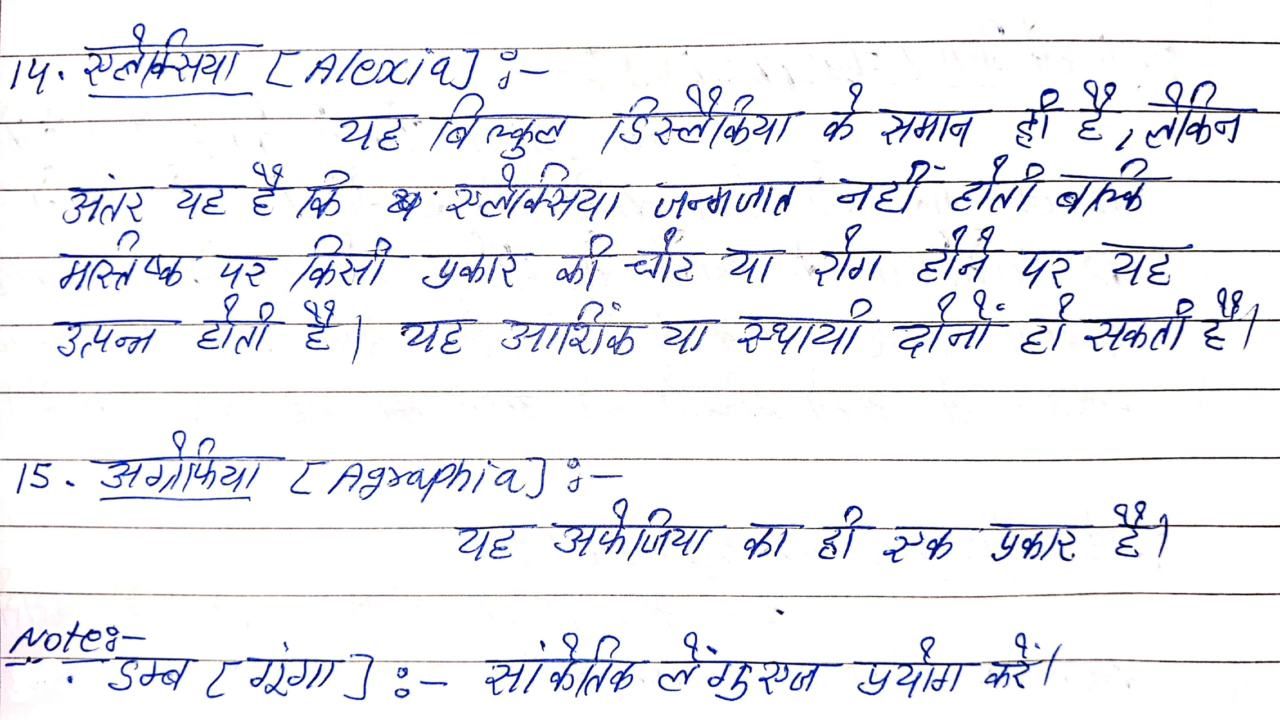 14. एलेक्सिया [Alexia] :-
यह बिल्कुल डिस्लैकिया के समान ही है, लेकिन
अंतर यह है कि एलेक्सिया जन्मजात नहीं होती बल्कि
मस्तिष्क पर किसी प्रकार की चोट या रोग होने पर यह
उत्पन्न होती है। यह आशिंक या स्थायी दोनों हो सकती है।
15. अग्रेफिया [Agraphia] :-
यह अफेजिया का ही एक प्रकार है।
Note:-
डम्ब [गूंगा] :- सांकेतिक लेंगुएज प्रयोग करें।